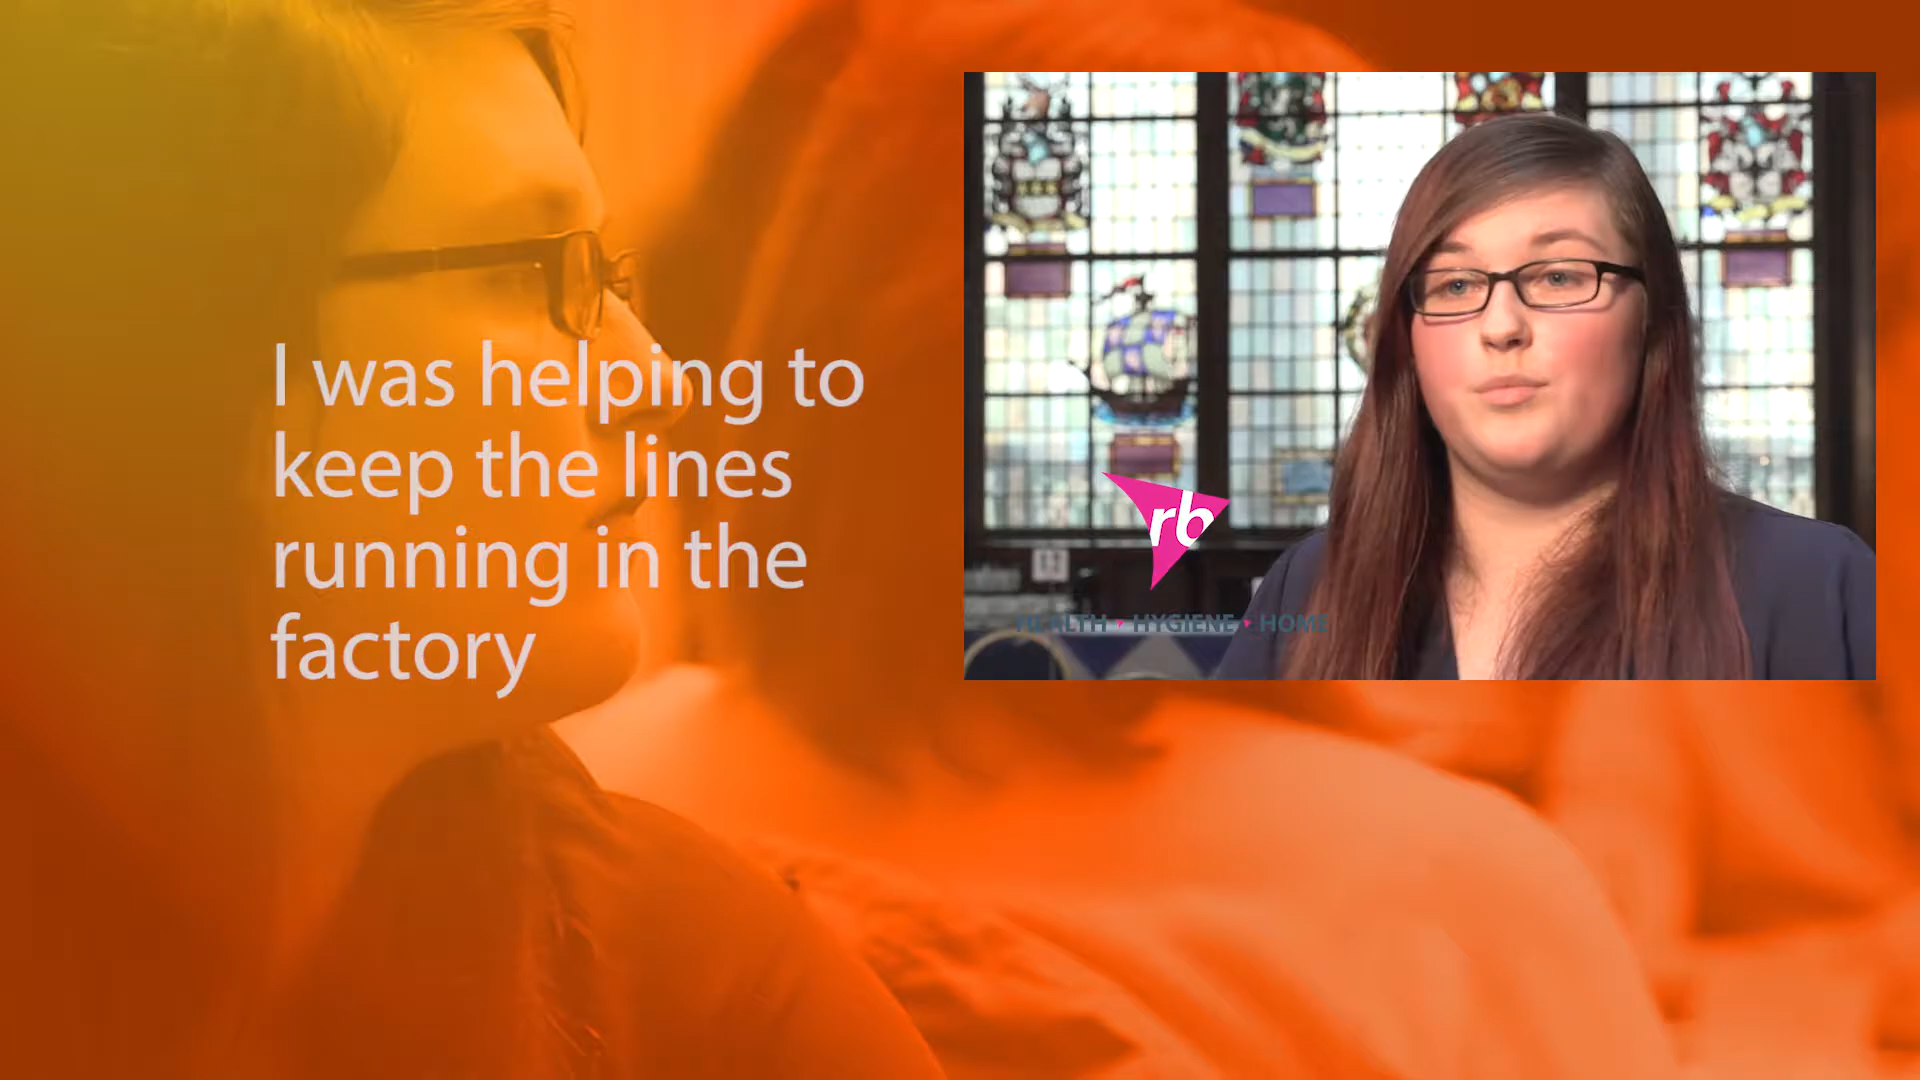 I was helping to
keep the lines
running in the
factory
rb
HEALTH • HYGIENE • HOME